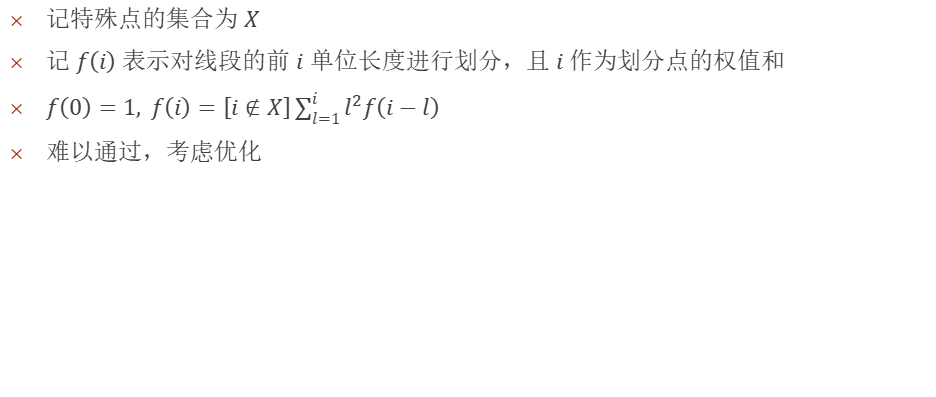 × 记特殊点的集合为 X
× 记 f(i) 表示对线段的前 i 单位长度进行划分，且 i 作为划分点的权值和
× f(0) = 1, f(i) = [i ∉ X] ∑_{l=1}^{i} l² f(i − l)
× 难以通过，考虑优化